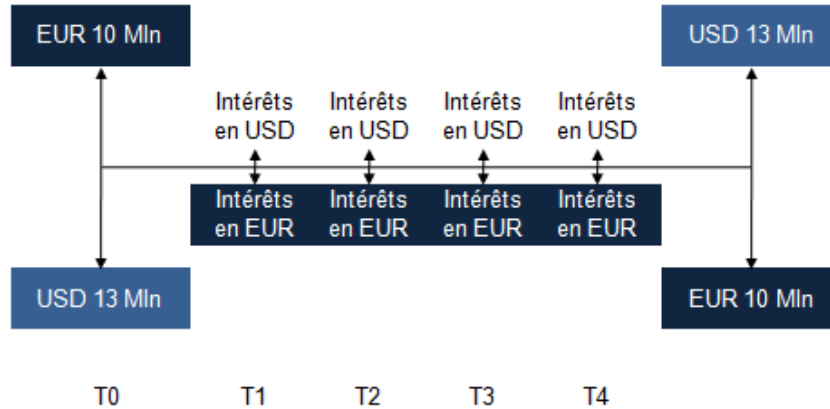 EUR 10 Mln
USD 13 Mln
Intérêts Intérêts Intérêts Intérêts
en USD en USD en USD en USD
Intérêts Intérêts Intérêts Intérêts
en EUR en EUR en EUR en EUR
USD 13 Mln
EUR 10 Mln
T0 T1 T2 T3 T4